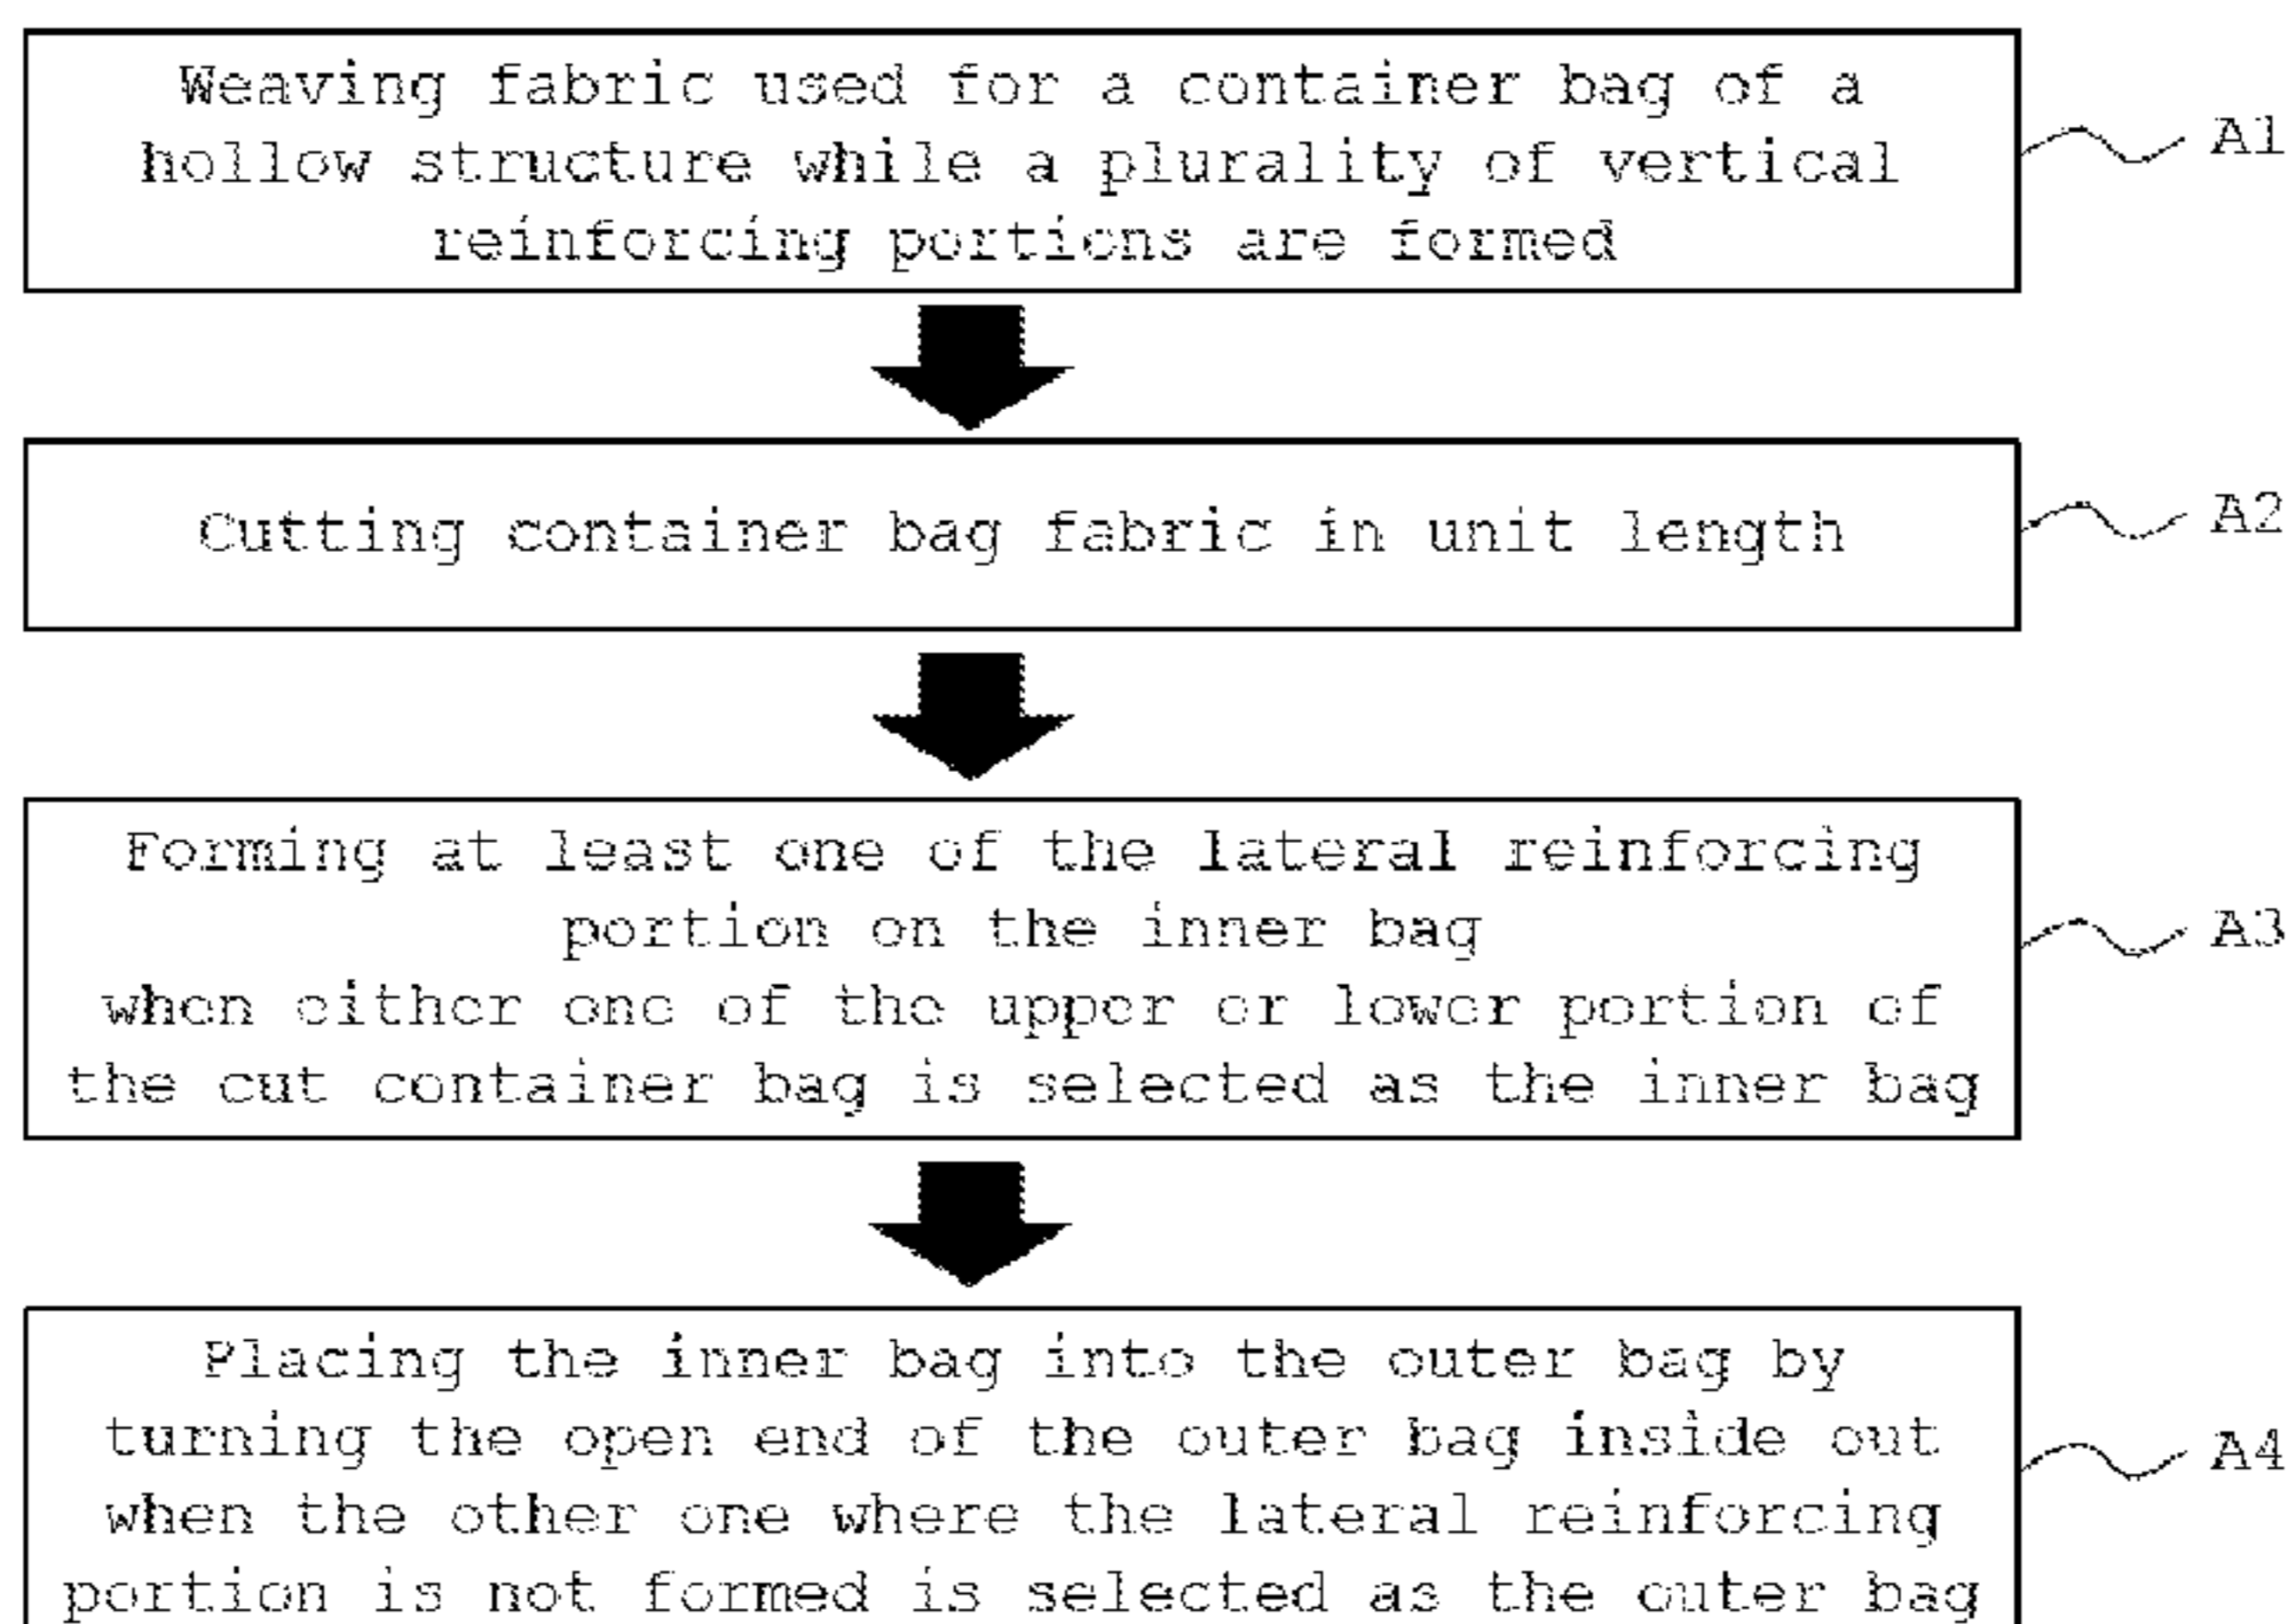 Weaving fabric used for a container bag of a
hollow structure while a plurality of vertical
reinforcing portions are formed
A1
Cutting container bag fabric in unit length
A2
Forming at least one of the lateral reinforcing
portion on the inner bag
when either one of the upper or lower portion of
the cut container bag is selected as the inner bag
A3
Placing the inner bag into the outer bag by
turning the open end of the outer bag inside out
when the other one where the lateral reinforcing
portion is not formed is selected as the outer bag
A4